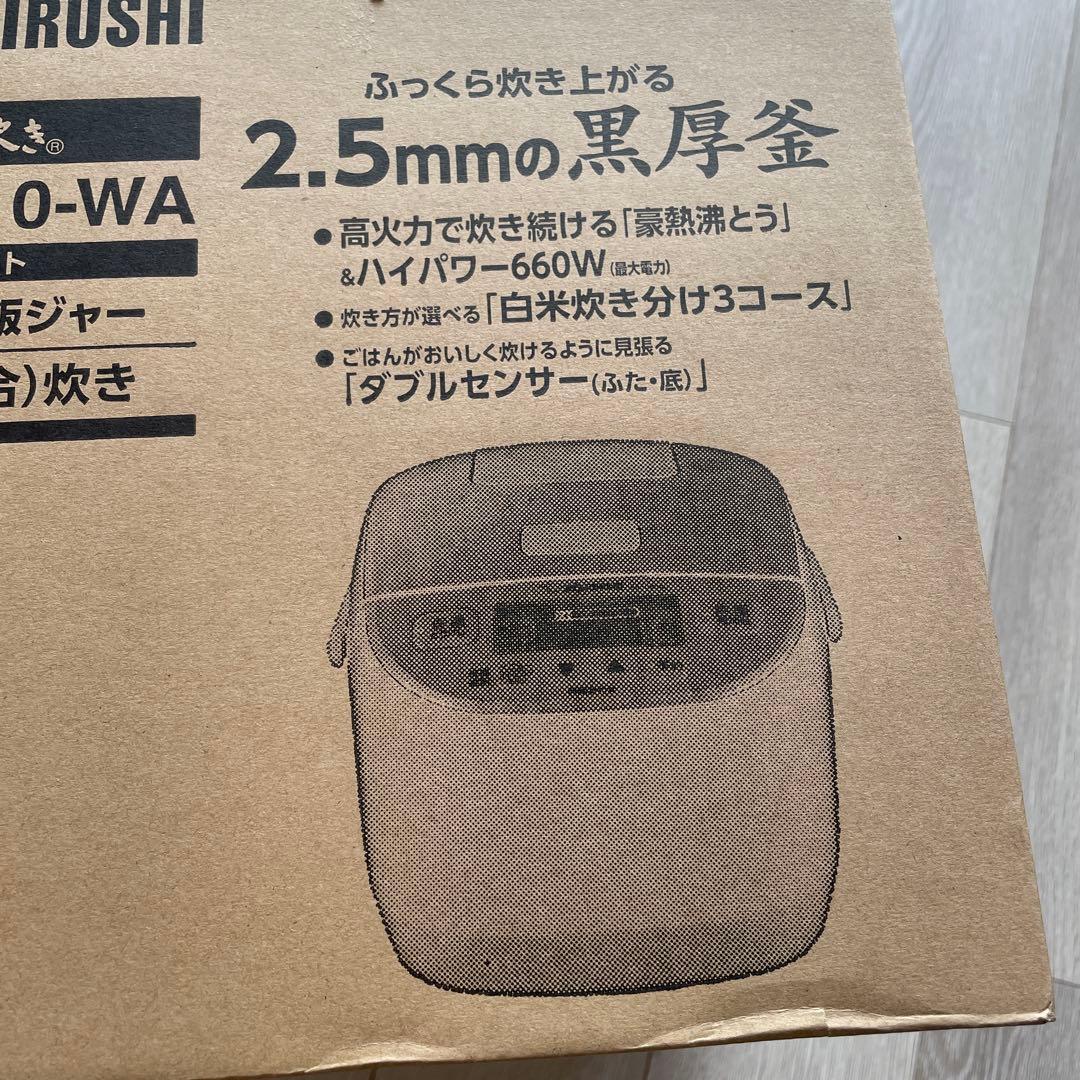 IRUSHI
炊き®
10-WA
ト
飯ジャー
合)炊き
ふっくら炊き上がる
2.5mmの黒厚釜
●高火力で炊き続ける「豪熱沸とう」
&ハイパワー660W(最大電力)
●炊き方が選べる「白米炊き分け3コース」
●ごはんがおいしく炊けるように見張る
「ダブルセンサー(ふた・底)」